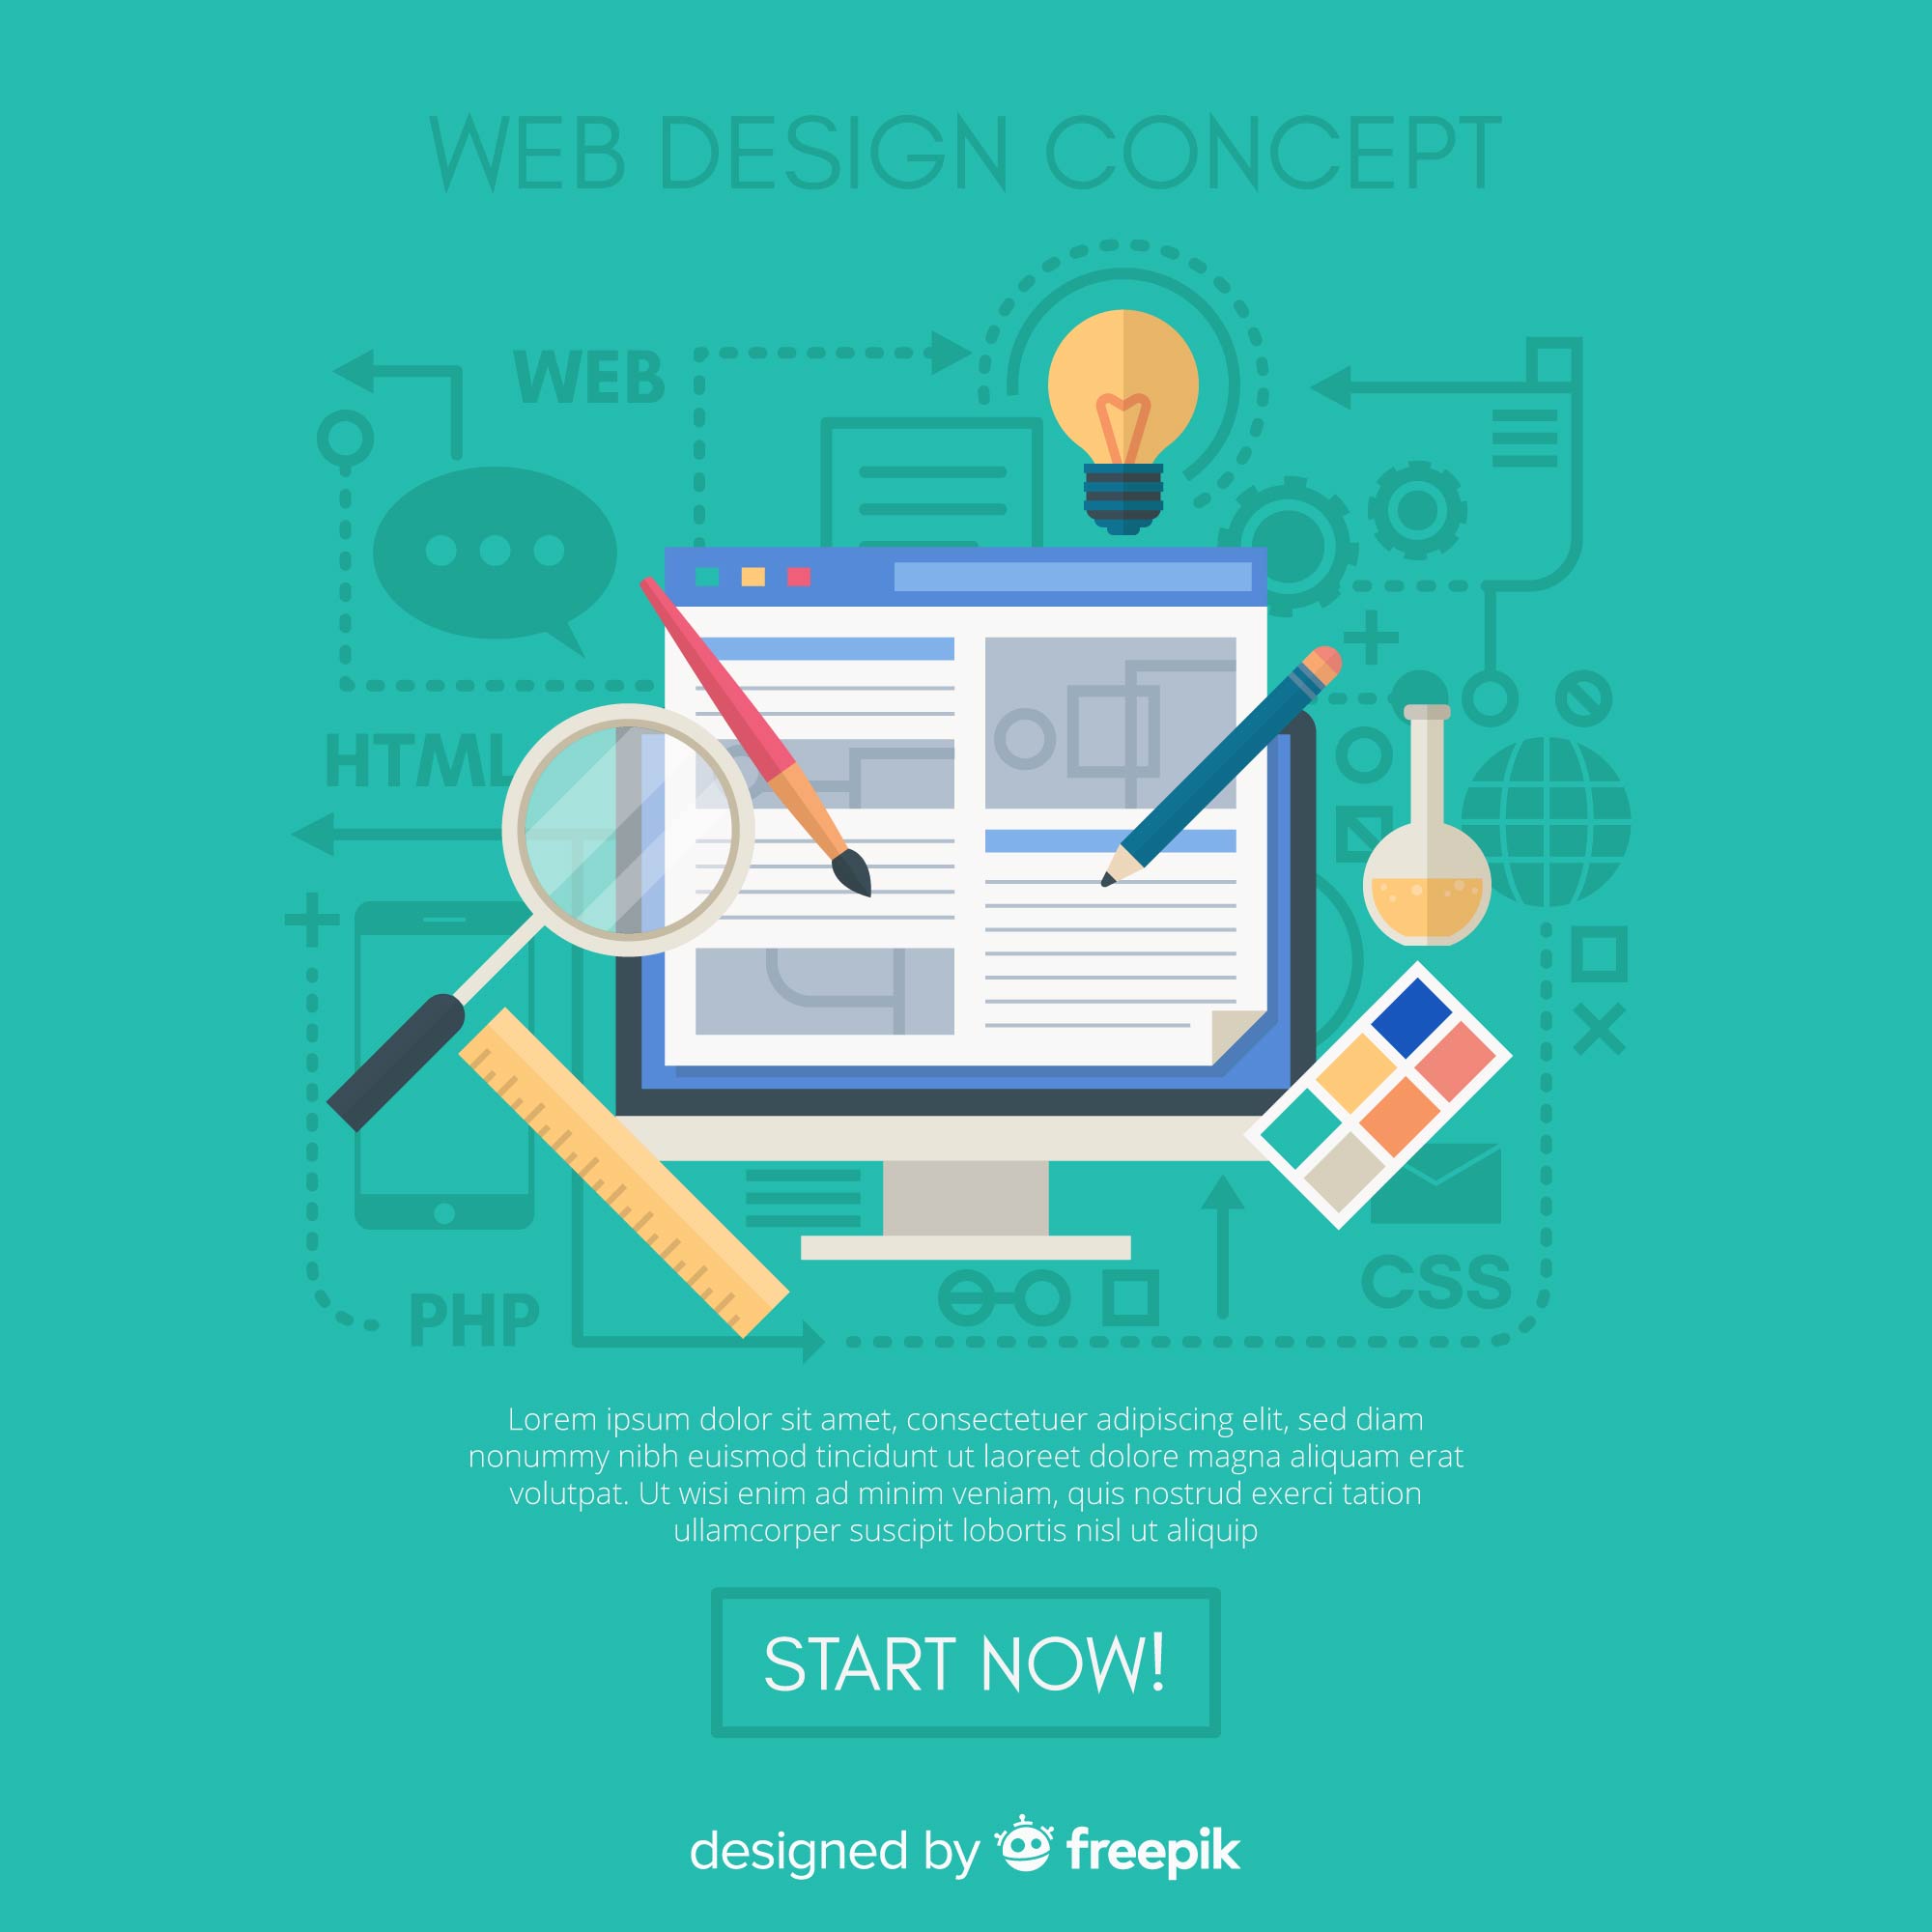 WEB DESIGN CONCEPT
WEB
HTML
PHP
CSS
Lorem ipsum dolor sit amet, consectetuer adipiscing elit, sed diam
nonummy nibh euismod tincidunt ut laoreet dolore magna aliquam erat
volutpat. Ut wisi enim ad minim veniam, quis nostrud exerci tation
ullamcorper suscipit lobortis nisl ut aliquip
START NOW!
designed by freepik